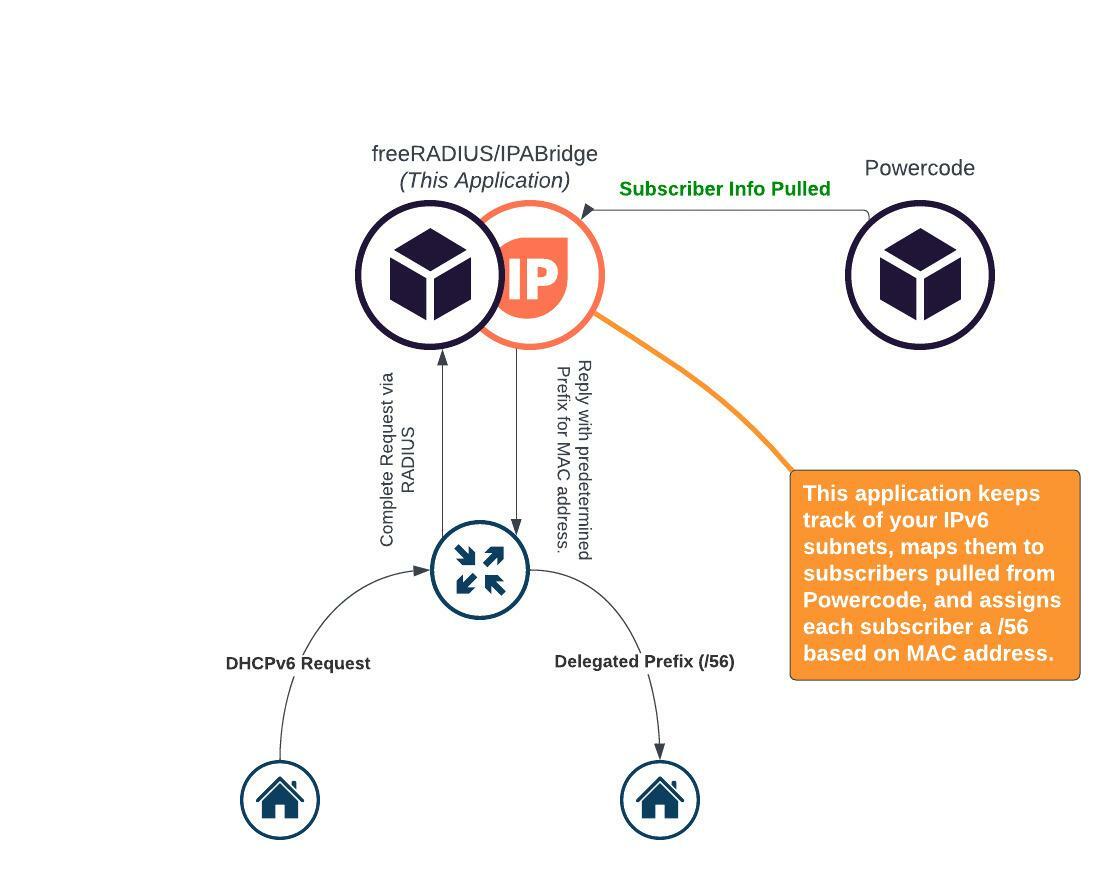 freeRADIUS/IPABridge
(This Application)
Powercode
Subscriber Info Pulled
IP
Complete Request via
RADIUS
Reply with predetermined
Prefix for MAC address.
This application keeps
track of your IPv6
subnets, maps them to
subscribers pulled from
Powercode, and assigns
each subscriber a /56
based on MAC address.
DHCPv6 Request
Delegated Prefix (/56)